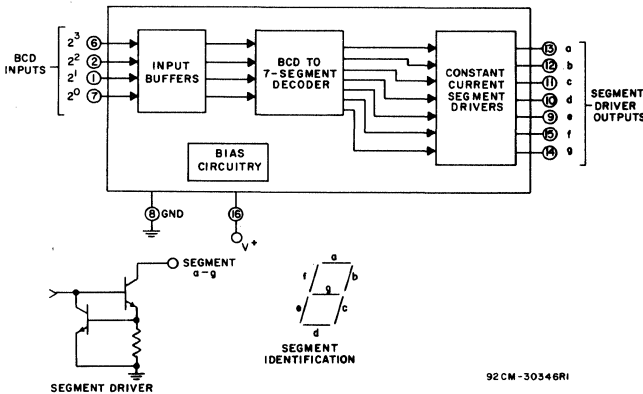 BCD INPUTS
2³ 6
2² 2
2¹ 1
2⁰ 7
INPUT BUFFERS
BCD TO 7-SEGMENT DECODER
CONSTANT CURRENT SEGMENT DRIVERS
13 a
12 b
11 c
10 d
9 e
15 f
14 g
SEGMENT DRIVER OUTPUTS
BIAS CIRCUITRY
8 GND
16
V+
SEGMENT a-g
SEGMENT DRIVER
a
f b
g
e c
d
SEGMENT IDENTIFICATION
92CM-30346R1